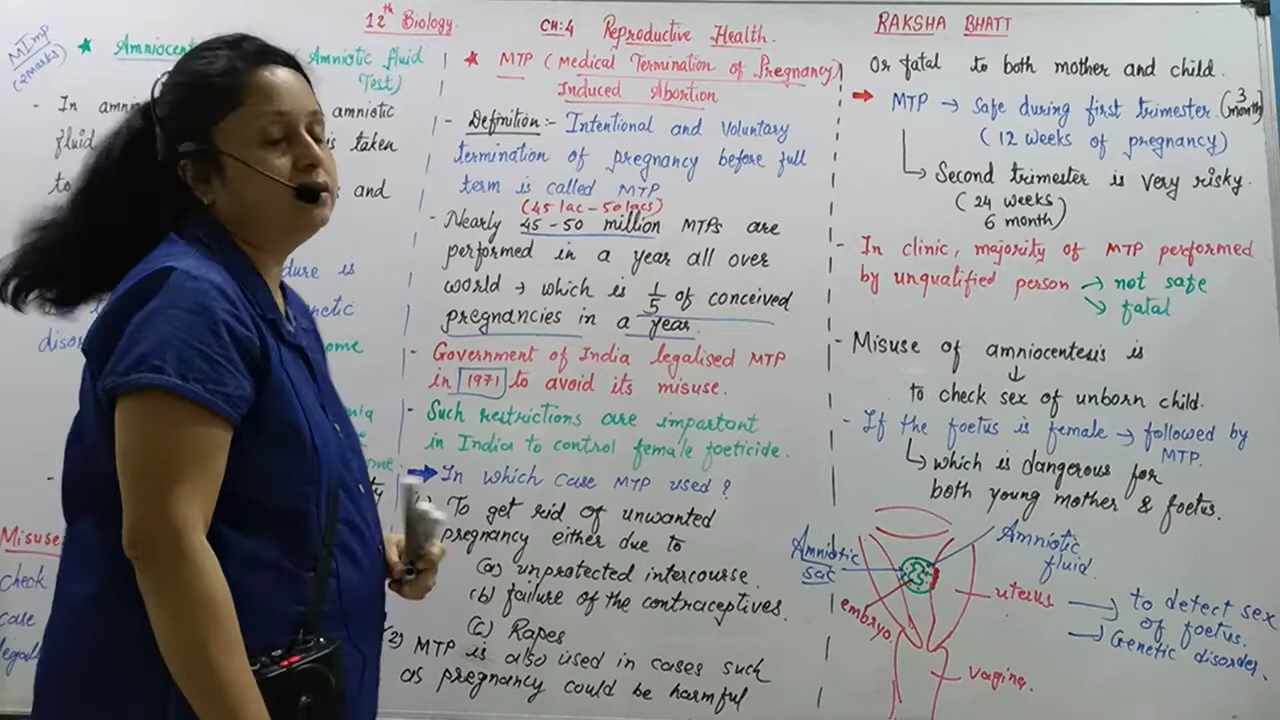 12th Biology.
CH:4 Reproductive Health.
RAKSHA BHATT
MImp
(2marks)
★ Amniocent
(Amniotic fluid
Test)
- In amni
amniotic
fluid
is taken
to
and
dure is
netic
disor
ome
ome
ty
Misuse
check
case
legal
★ MTP (Medical Termination of Pregnancy)
Induced Abortion
- Definition:- Intentional and Voluntary
termination of pregnancy before full
term is called MTP
(45 lac - 50 lacs)
- Nearly 45-50 million MTPs are
performed in a year all over
world → which is 1/5 of conceived
pregnancies in a year.
- Government of India legalised MTP
in 1971 to avoid its misuse.
- Such restrictions are important
in India to control female foeticide.
➡ In which case MTP used?
To get rid of unwanted
pregnancy either due to
(a) unprotected intercourse.
(b) failure of the contraceptives.
(c) Rapes
(2) MTP is also used in cases such
as pregnancy could be harmful
Or fatal to both mother and child.
➡ MTP → Safe during first trimester. (3 month)
(12 weeks of pregnancy)
↳ Second trimester is very risky.
(24 weeks
6 month)
- In clinic, majority of MTP performed
by unqualified person → not safe
↘ fatal
- Misuse of amniocentesis is
↓
to check sex of unborn child.
- If the foetus is female → followed by
MTP.
↳ which is dangerous for
both young mother & foetus.
Amniotic
sac
Amniotic
fluid.
embryo.
uterus
→ to detect sex
of foetus.
→ Genetic disorder.
vagina.